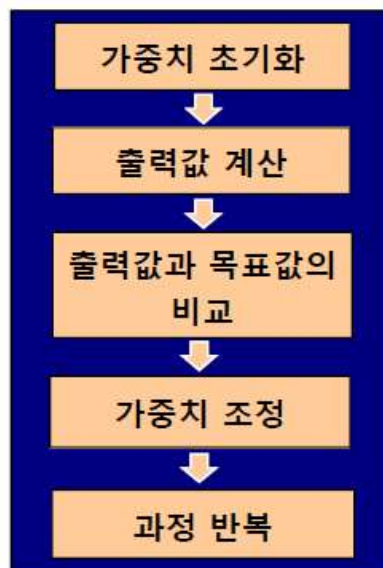 가중치 초기화
출력값 계산
출력값과 목표값의
비교
가중치 조정
과정 반복